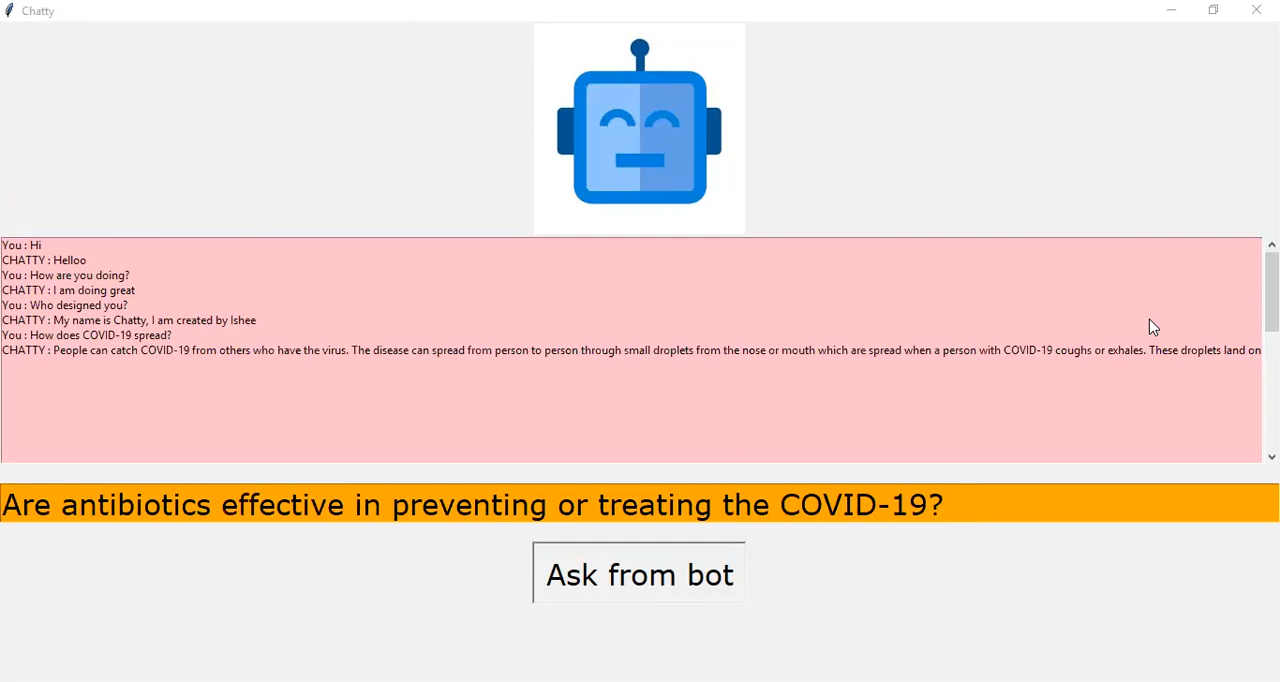 Chatty
You : Hi
CHATTY : Helloo
You : How are you doing?
CHATTY : I am doing great
You : Who designed you?
CHATTY : My name is Chatty, I am created by Ishee
You : How does COVID-19 spread?
CHATTY : People can catch COVID-19 from others who have the virus. The disease can spread from person to person through small droplets from the nose or mouth which are spread when a person with COVID-19 coughs or exhales. These droplets land on
Are antibiotics effective in preventing or treating the COVID-19?
Ask from bot